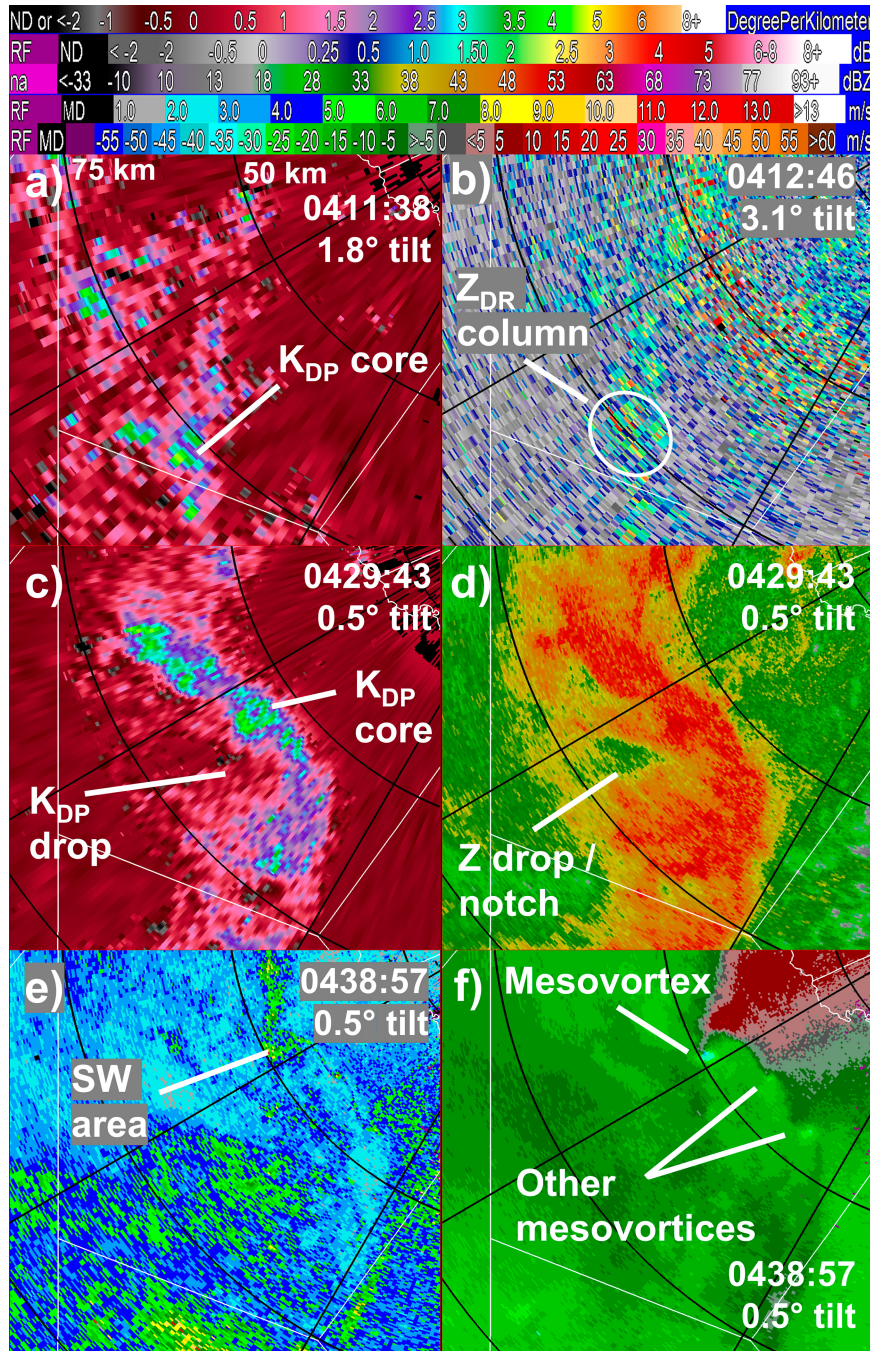 ND or <-2 -1 -0.5 0 0.5 1 1.5 2 2.5 3 3.5 4 5 6 8+ DegreePerKilometer
RF ND <-2 -2 -0.5 0 0.25 0.5 1.0 1.50 2 2.5 3 4 5 6-8 8+ dB
na <-33 -10 10 13 18 28 33 38 43 48 53 63 68 73 77 93+ dBZ
RF MD 1.0 2.0 3.0 4.0 5.0 6.0 7.0 8.0 9.0 10.0 11.0 12.0 13.0 >13 m/s
RF MD -55 -50 -45 -40 -35 -30 -25 -20 -15 -10 -5 >-5 0 <5 5 10 15 20 25 30 35 40 45 50 55 >60 m/s
a) 75 km 50 km
0411:38
1.8° tilt
K_DP core
b) 0412:46
3.1° tilt
Z_DR
column
c) 0429:43
0.5° tilt
K_DP
core
K_DP
drop
d) 0429:43
0.5° tilt
Z drop /
notch
e) 0438:57
0.5° tilt
SW
area
f) Mesovortex
Other
mesovortices
0438:57
0.5° tilt